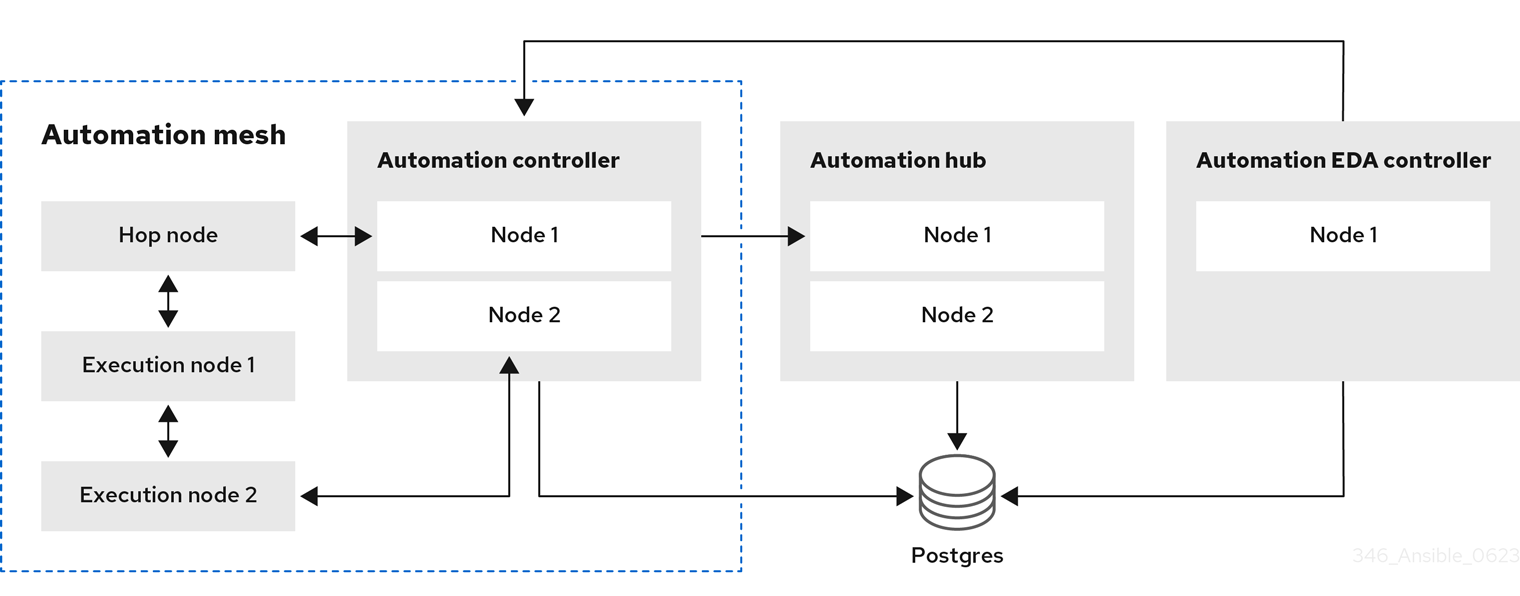 Automation mesh
Hop node
Execution node 1
Execution node 2
Automation controller
Node 1
Node 2
Automation hub
Node 1
Node 2
Automation EDA controller
Node 1
Postgres
346_Ansible_0623